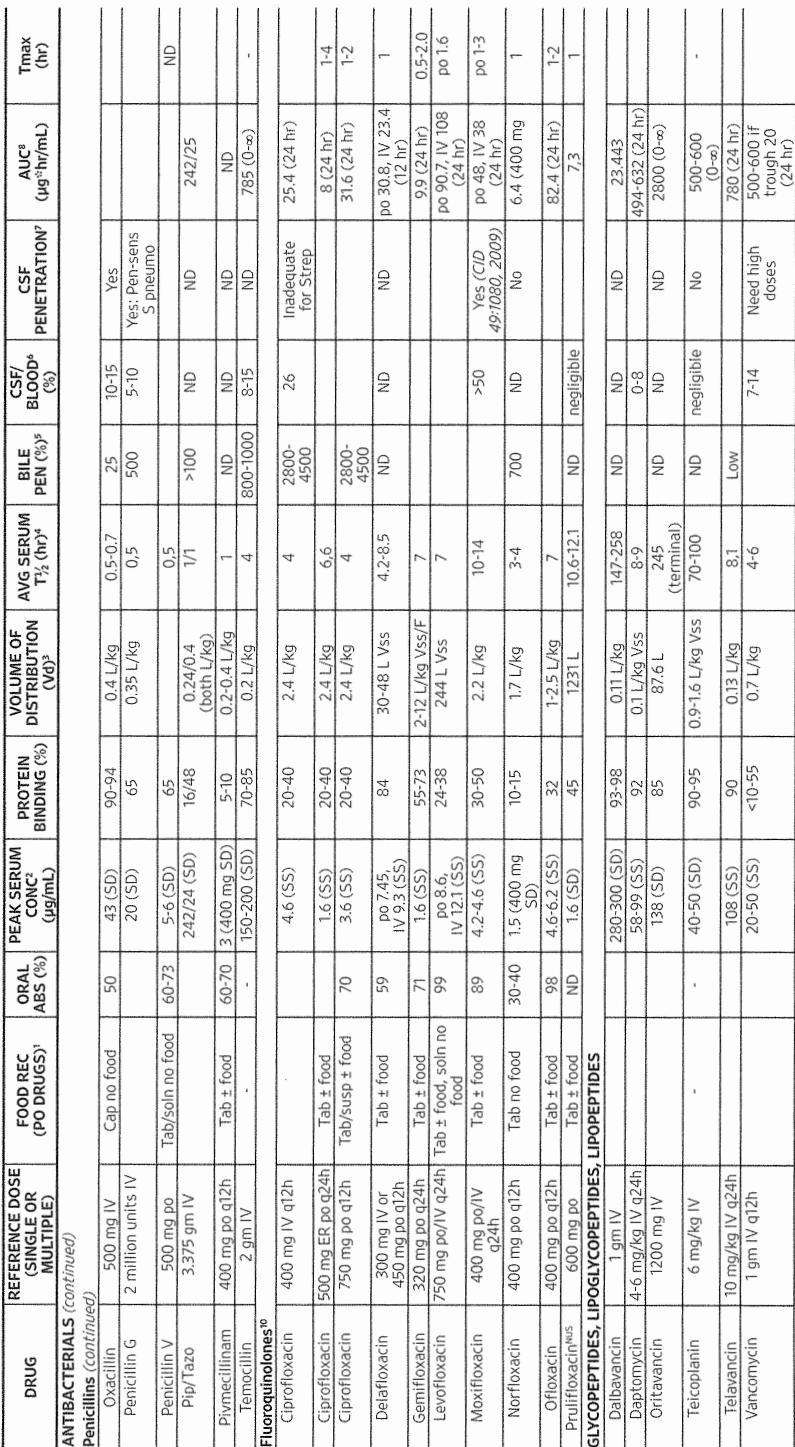 DRUG | REFERENCE DOSE (SINGLE OR MULTIPLE) | FOOD REC (PO DRUGS)¹ | ORAL ABS (%) | PEAK SERUM CONC² (µg/mL) | PROTEIN BINDING (%) | VOLUME OF DISTRIBUTION (Vd)³ | AVG SERUM T½ (hr)⁴ | BILE PEN (%)⁵ | CSF/BLOOD⁶ (%) | CSF PENETRATION⁷ | AUC⁸ (µg*hr/mL) | Tmax (hr)
ANTIBACTERIALS (continued)
Penicillins (continued)
Oxacillin | 500 mg IV | Cap no food | 50 | 43 (SD) | 90-94 | 0.4 L/kg | 0.5-0.7 | 25 | 10-15 | Yes | |
Penicillin G | 2 million units IV | | | 20 (SD) | 65 | 0.35 L/kg | 0,5 | 500 | 5-10 | Yes: Pen-sens S pneumo | |
Penicillin V | 500 mg po | Tab/soln no food | 60-73 | 5-6 (SD) | 65 | | 0,5 | | | | | ND
Pip/Tazo | 3.375 gm IV | | | 242/24 (SD) | 16/48 | 0.24/0.4 (both L/kg) | 1/1 | >100 | ND | ND | 242/25 |
Pivmecillinam | 400 mg po q12h | Tab ± food | 60-70 | 3 (400 mg SD) | 5-10 | 0.2-0.4 L/kg | 1 | ND | ND | ND | ND |
Temocillin | 2 gm IV | - | - | 150-200 (SD) | 70-85 | 0.2 L/kg | 4 | 800-1000 | 8-15 | ND | 785 (0-∞) | -
Fluoroquinolones¹⁰
Ciprofloxacin | 400 mg IV q12h | | | 4.6 (SS) | 20-40 | 2.4 L/kg | 4 | 2800-4500 | 26 | Inadequate for Strep | 25.4 (24 hr) |
Ciprofloxacin | 500 mg ER po q24h | Tab ± food | | 1.6 (SS) | 20-40 | 2.4 L/kg | 6,6 | | | | 8 (24 hr) | 1-4
Ciprofloxacin | 750 mg po q12h | Tab/susp ± food | 70 | 3.6 (SS) | 20-40 | 2.4 L/kg | 4 | 2800-4500 | | | 31.6 (24 hr) | 1-2
Delafloxacin | 300 mg IV or 450 mg po q12h | Tab ± food | 59 | po 7.45, IV 9.3 (SS) | 84 | 30-48 L Vss | 4.2-8.5 | ND | ND | ND | po 30.8, IV 23.4 (12 hr) | 1
Gemifloxacin | 320 mg po q24h | Tab ± food | 71 | 1.6 (SS) | 55-73 | 2-12 L/kg Vss/F | 7 | | | | 9.9 (24 hr) | 0.5-2.0
Levofloxacin | 750 mg po/IV q24h | Tab ± food, soln no food | 99 | po 8.6, IV 12.1 (SS) | 24-38 | 244 L Vss | 7 | | | | po 90.7, IV 108 (24 hr) | po 1.6
Moxifloxacin | 400 mg po/IV q24h | Tab ± food | 89 | 4.2-4.6 (SS) | 30-50 | 2.2 L/kg | 10-14 | | >50 | Yes (CID 49:1080, 2009) | po 48, IV 38 (24 hr) | po 1-3
Norfloxacin | 400 mg po q12h | Tab no food | 30-40 | 1.5 (400 mg SD) | 10-15 | 1.7 L/kg | 3-4 | 700 | ND | No | 6.4 (400 mg | 1
Ofloxacin | 400 mg po q12h | Tab ± food | 98 | 4.6-6.2 (SS) | 32 | 1-2.5 L/kg | 7 | | | | 82.4 (24 hr) | 1-2
Prulifloxacinᴺᵁˢ | 600 mg po | Tab ± food | ND | 1.6 (SD) | 45 | 1231 L | 10.6-12.1 | ND | negligible | | 7,3 | 1
GLYCOPEPTIDES, LIPOGLYCOPEPTIDES, LIPOPEPTIDES
Dalbavancin | 1 gm IV | | | 280-300 (SD) | 93-98 | 0.11 L/kg | 147-258 | ND | ND | ND | 23,443 |
Daptomycin | 4-6 mg/kg IV q24h | | | 58-99 (SS) | 92 | 0.1 L/kg Vss | 8-9 | ND | 0-8 | | 494-632 (24 hr) |
Oritavancin | 1200 mg IV | | | 138 (SD) | 85 | 87.6 L | 245 (terminal) | ND | ND | ND | 2800 (0-∞) |
Teicoplanin | 6 mg/kg IV | - | - | 40-50 (SD) | 90-95 | 0.9-1.6 L/kg Vss | 70-100 | ND | negligible | No | 500-600 (0-∞) | -
Telavancin | 10 mg/kg IV q24h | | | 108 (SS) | 90 | 0.13 L/kg | 8,1 | Low | | | 780 (24 hr) |
Vancomycin | 1 gm IV q12h | | | 20-50 (SS) | <10-55 | 0.7 L/kg | 4-6 | | 7-14 | Need high doses | 500-600 if trough 20 (24 hr) |